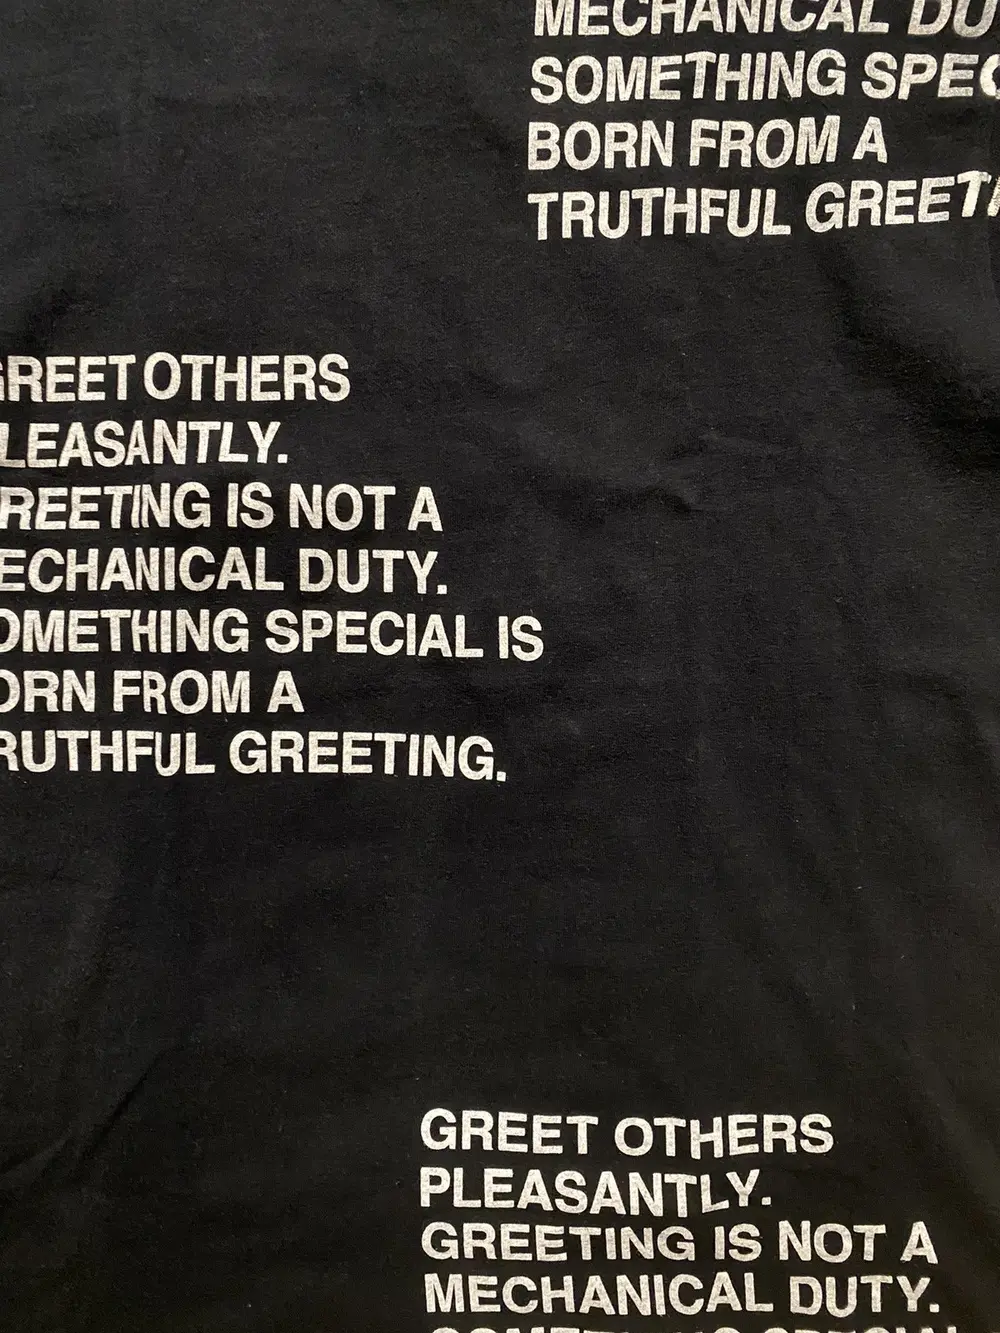 MECHANICAL DU
SOMETHING SPEC
BORN FROM A
TRUTHFUL GREET
GREET OTHERS
LEASANTLY.
REETING IS NOT A
ECHANICAL DUTY.
OMETHING SPECIAL IS
ORN FROM A
RUTHFUL GREETING.
GREET OTHERS
PLEASANTLY.
GREETING IS NOT A
MECHANICAL DUTY.